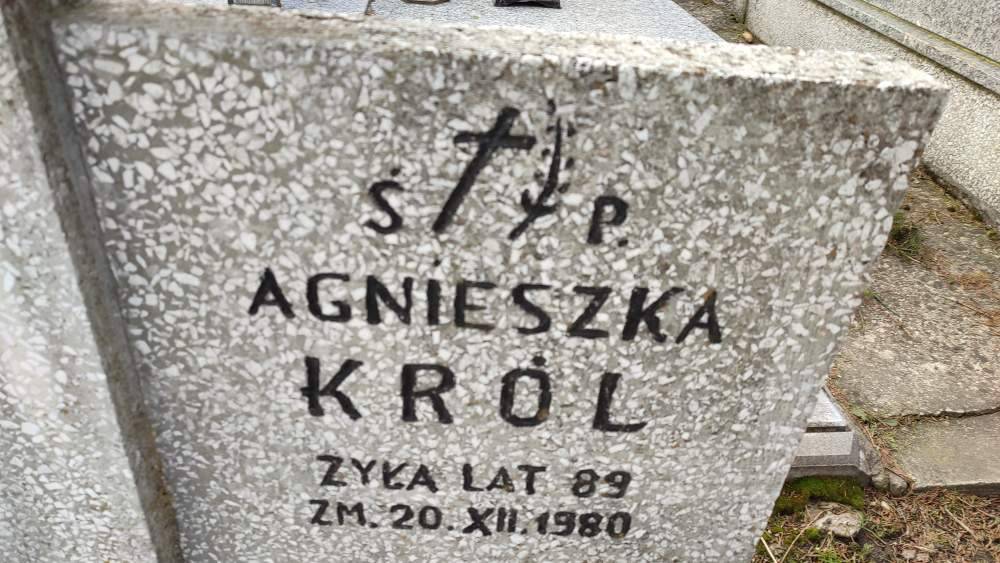 Ś P.
AGNIESZKA
KRÓL
ŻYŁA LAT 89
ZM. 20. XII. 1980